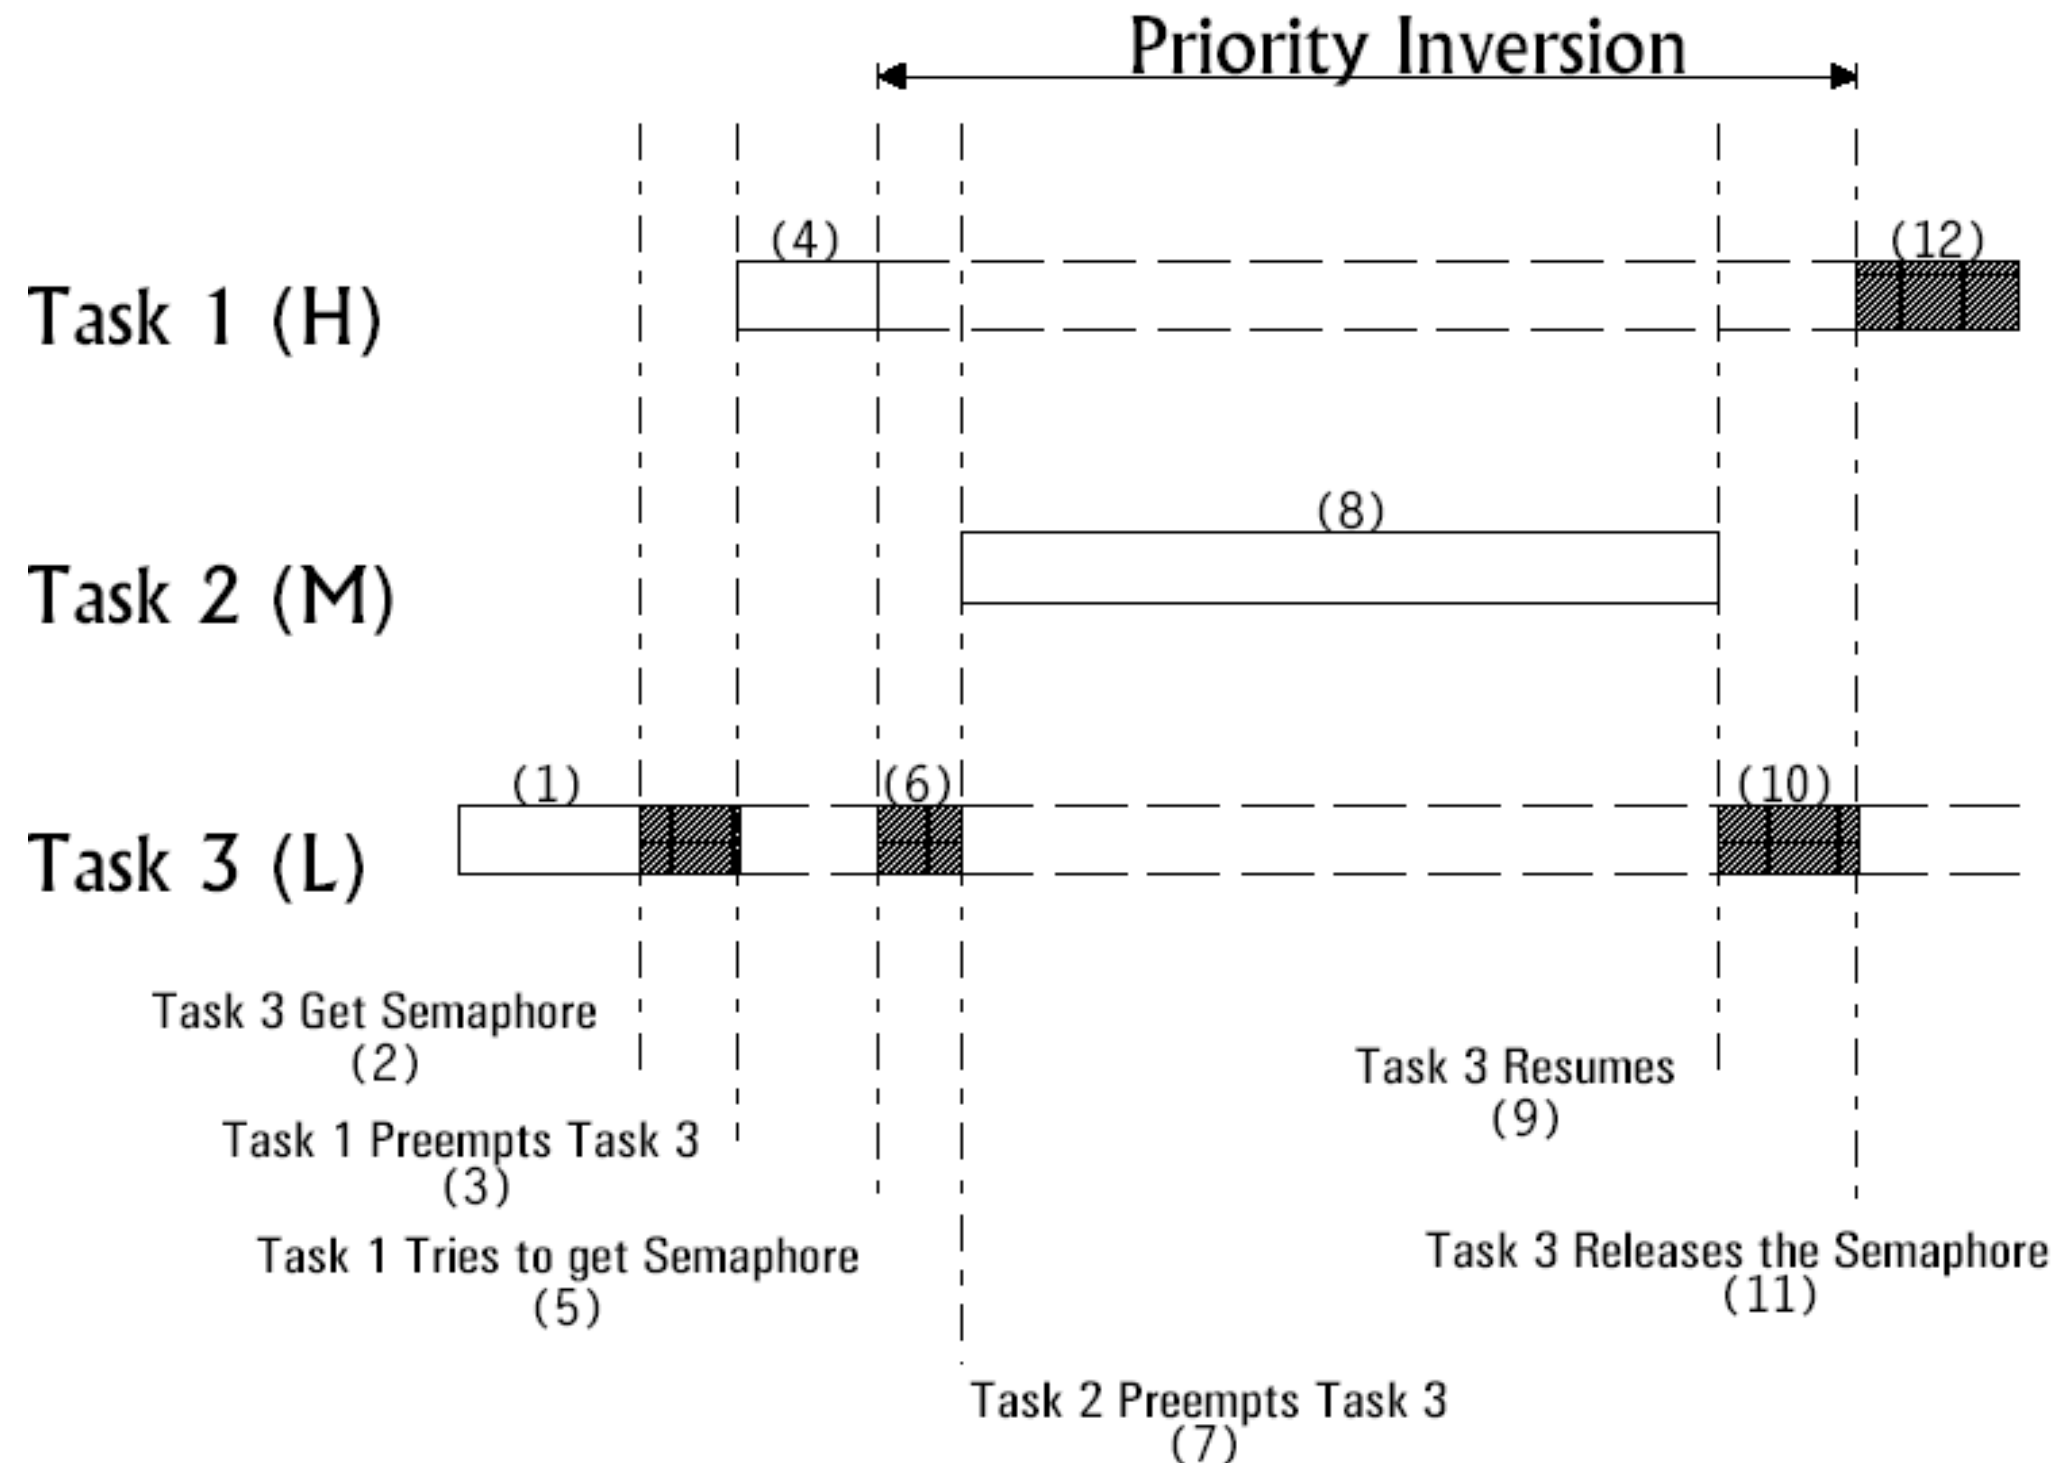 Priority Inversion
(4)
(12)
Task 1 (H)
(8)
Task 2 (M)
(1)
(6)
(10)
Task 3 (L)
Task 3 Get Semaphore
(2)
Task 3 Resumes
(9)
Task 1 Preempts Task 3
(3)
Task 1 Tries to get Semaphore
(5)
Task 3 Releases the Semaphore
(11)
Task 2 Preempts Task 3
(7)